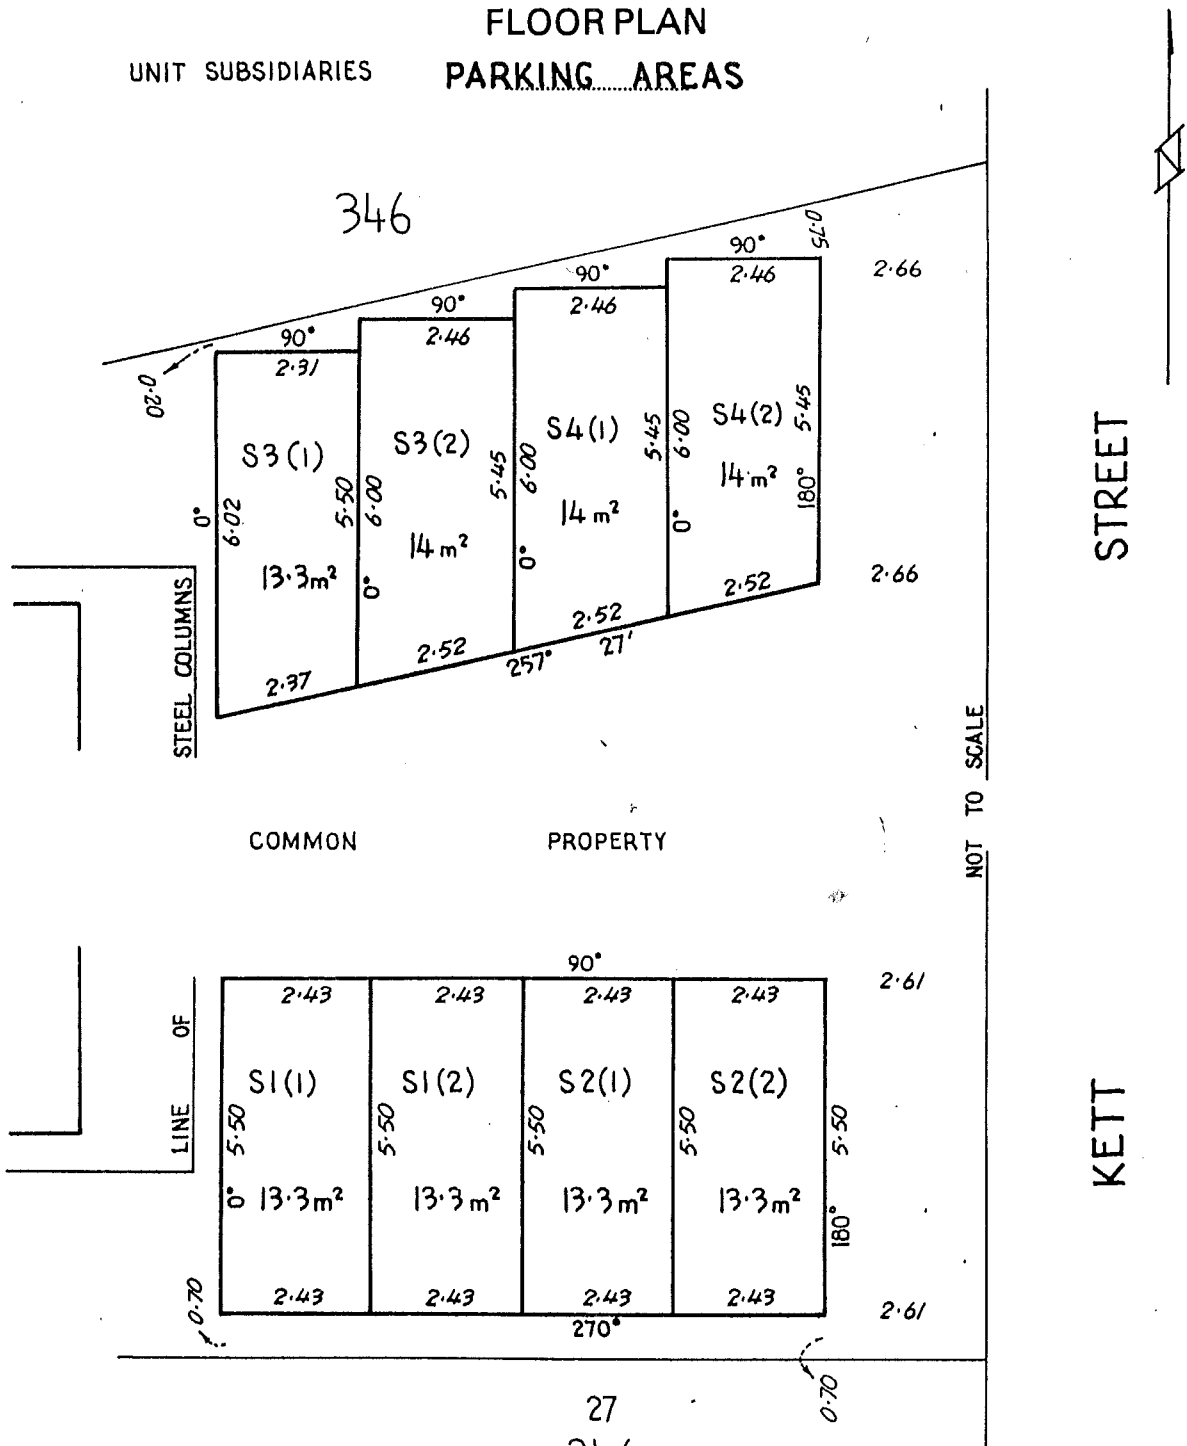 FLOOR PLAN
UNIT SUBSIDIARIES PARKING AREAS
346
0·75
90°
2·46
2·66
90°
2·46
90°
2·46
90°
2·31
0·20
S3(1)
13·3m²
0°
6·02
5·50
2·37
S3(2)
14m²
6·00
0°
5·45
2·52
S4(1)
14m²
6·00
0°
5·45
2·52
S4(2)
14m²
6·00
0°
5·45
180°
2·52
2·66
257° 27'
STREET
STEEL COLUMNS
NOT TO SCALE
COMMON PROPERTY
90°
2·43 2·43 2·43 2·43
2·61
LINE OF
S1(1) S1(2) S2(1) S2(2)
5·50 5·50 5·50 5·50 5·50
KETT
0° 13·3m² 13·3m² 13·3m² 13·3m² 180°
2·43 2·43 2·43 2·43
2·61
0·70
270°
0·70
27